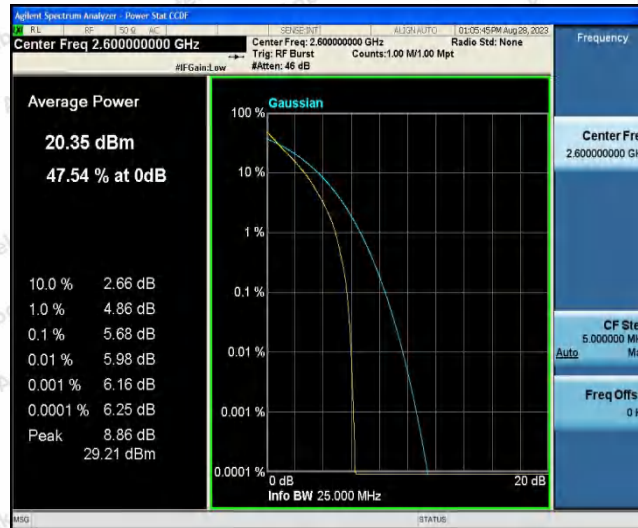 Agilent Spectrum Analyzer - Power Stat CCDF
RL RF 50 Ω AC SENSE:INT ALIGN AUTO 01:05:45PM Aug 28, 2023
Center Freq 2.600000000 GHz
Center Freq: 2.600000000 GHz Radio Std: None
Trig: RF Burst Counts:1.00 M/1.00 Mpt
#IFGain:Low #Atten: 46 dB
Frequency
Average Power
20.35 dBm
47.54 % at 0dB
10.0 % 2.66 dB
1.0 % 4.86 dB
0.1 % 5.68 dB
0.01 % 5.98 dB
0.001 % 6.16 dB
0.0001 % 6.25 dB
Peak 8.86 dB
29.21 dBm
Gaussian
100 %
10 %
1 %
0.1 %
0.01 %
0.001 %
0.0001 %
0 dB 20 dB
Info BW 25.000 MHz
Center Fre
2.600000000 GH
CF Ste
5.000000 MH
Auto Ma
Freq Offs
0 H
MSG STATUS